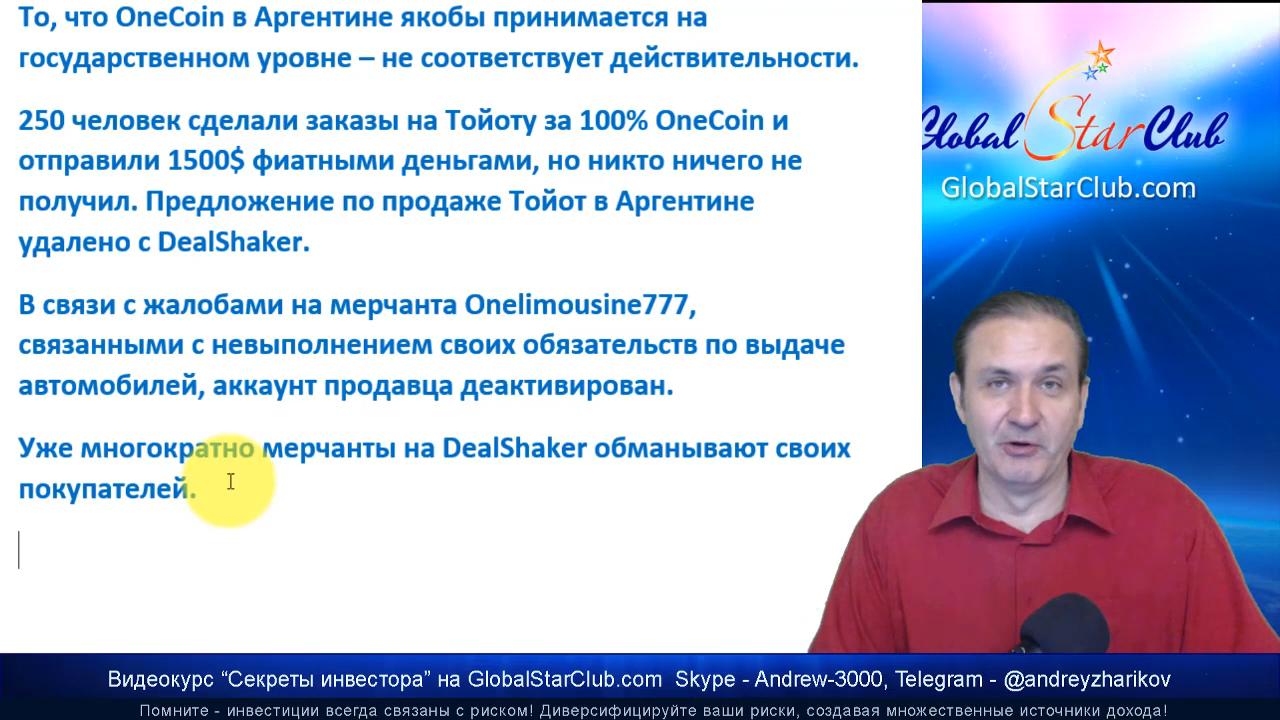 То, что OneCoin в Аргентине якобы принимается на
государственном уровне – не соответствует действительности.
250 человек сделали заказы на Тойоту за 100% OneCoin и
отправили 1500$ фиатными деньгами, но никто ничего не
получил. Предложение по продаже Тойот в Аргентине
удалено с DealShaker.
В связи с жалобами на мерчанта Onelimousine777,
связанными с невыполнением своих обязательств по выдаче
автомобилей, аккаунт продавца деактивирован.
Уже многократно мерчанты на DealShaker обманывают своих
покупателей.
Global Star Club
GlobalStarClub.com
Видеокурс “Секреты инвестора” на GlobalStarClub.com Skype - Andrew-3000, Telegram - @andreyzharikov
Помните - инвестиции всегда связаны с риском! Диверсифицируйте ваши риски, создавая множественные источники дохода!